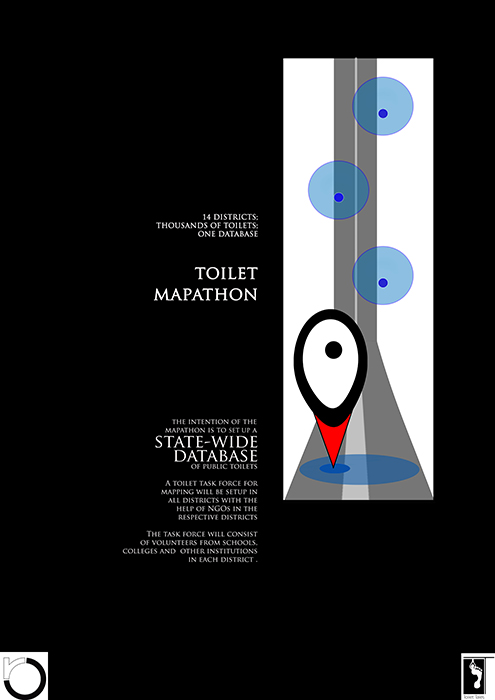 14 DISTRICTS;
THOUSANDS OF TOILETS;
ONE DATABASE
TOILET
MAPATHON
THE INTENTION OF THE
MAPATHON IS TO SET UP A
STATE-WIDE
DATABASE
OF PUBLIC TOILETS
A TOILET TASK FORCE FOR
MAPPING WILL BE SETUP IN
ALL DISTRICTS WITH THE
HELP OF NGOS IN THE
RESPECTIVE DISTRICTS
THE TASK FORCE WILL CONSIST
OF VOLUNTEERS FROM SCHOOLS,
COLLEGES AND OTHER INSTITUTIONS
IN EACH DISTRICT .